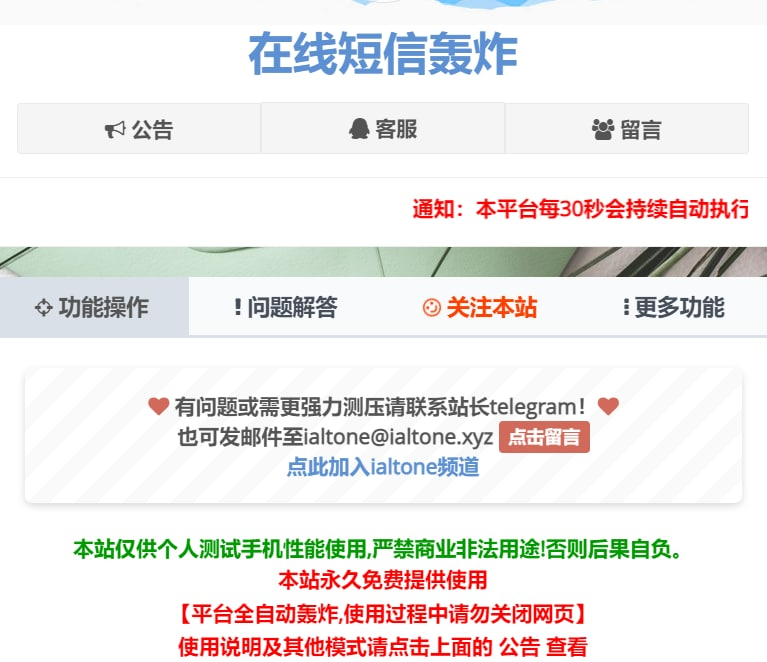 在线短信轰炸
公告
客服
留言
通知：本平台每30秒会持续自动执行
功能操作
问题解答
关注本站
更多功能
有问题或需更强力测压请联系站长telegram！
也可发邮件至ialtone@ialtone.xyz 点击留言
点此加入ialtone频道
本站仅供个人测试手机性能使用,严禁商业非法用途!否则后果自负。
本站永久免费提供使用
【平台全自动轰炸,使用过程中请勿关闭网页】
使用说明及其他模式请点击上面的 公告 查看